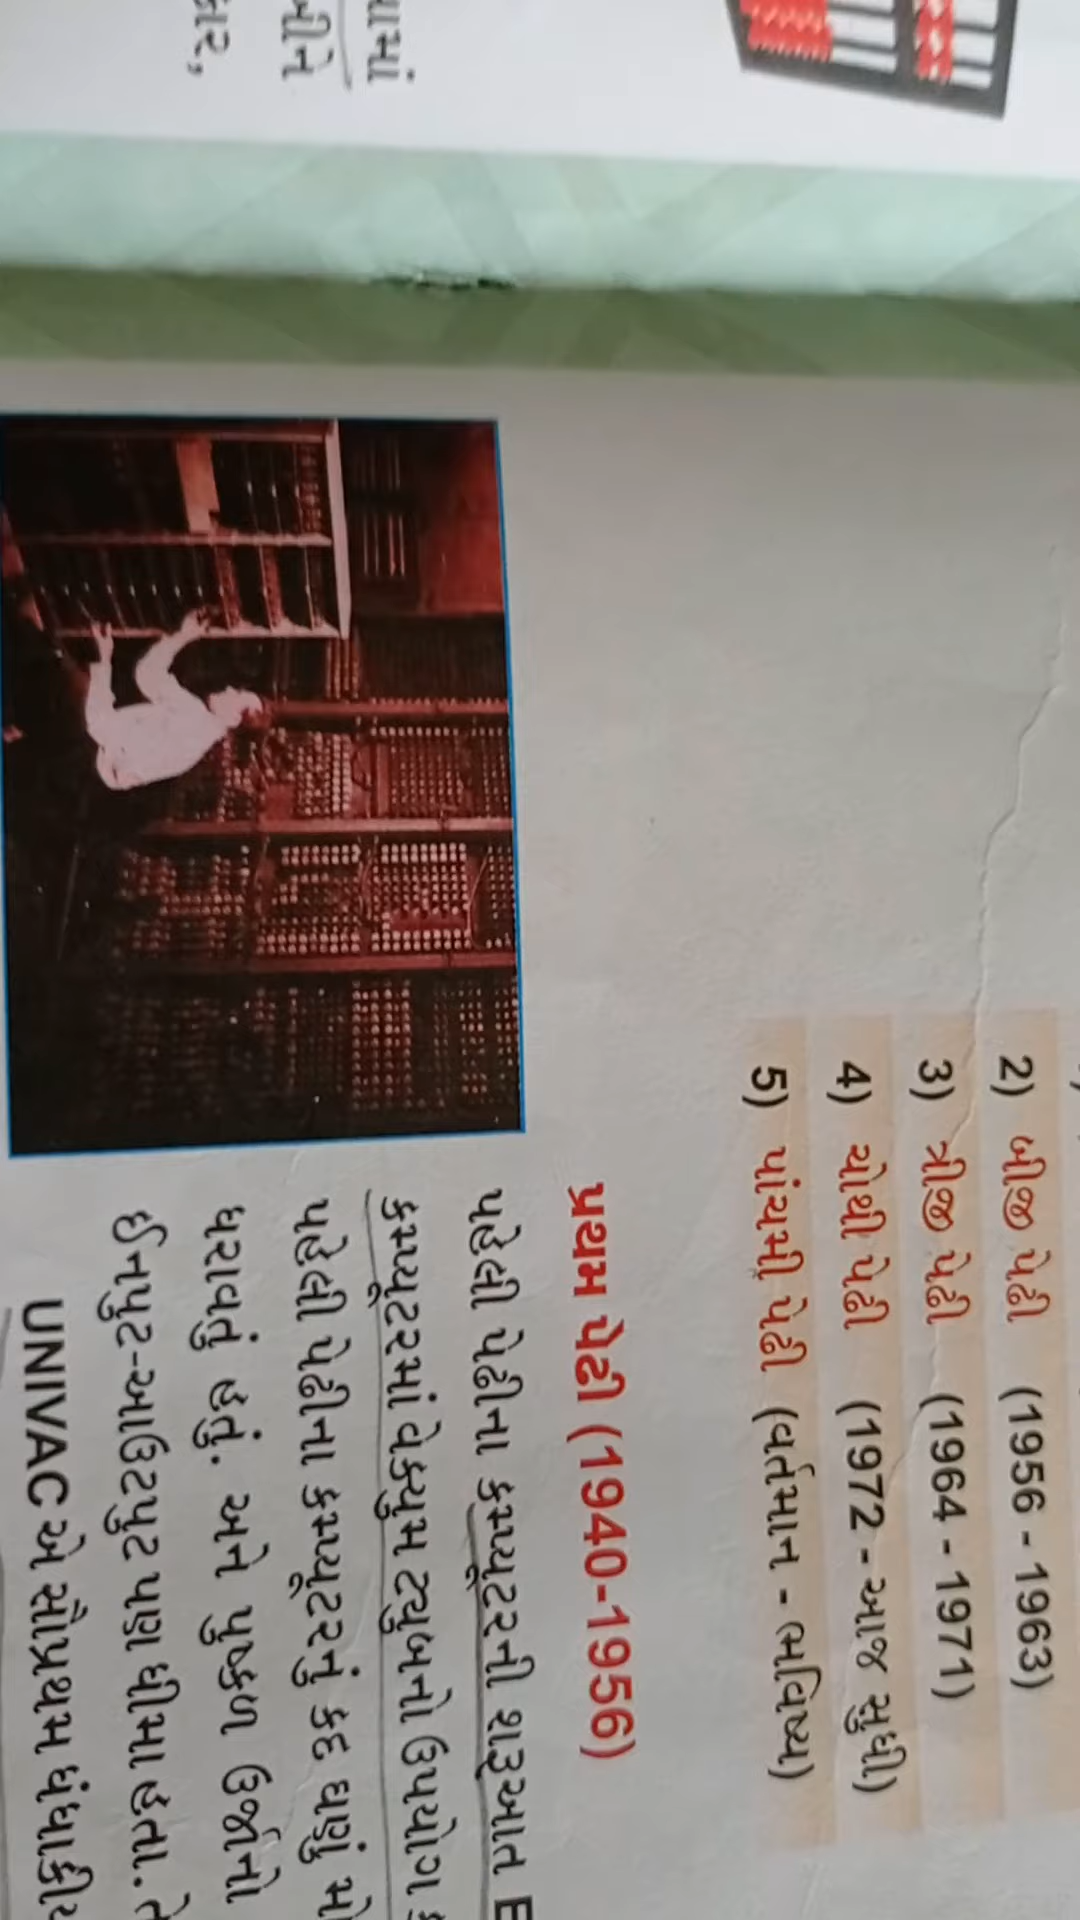 2) બીજી પેઢી (1956 - 1963)
3) ત્રીજી પેઢી (1964 - 1971)
4) ચોથી પેઢી (1972 - આજ સુધી)
5) પાંચમી પેઢી (વર્તમાન - ભવિષ્ય)
પ્રથમ પેઢી (1940-1956)
પહેલી પેઢીના કમ્પ્યૂટરની શરૂઆત
કમ્પ્યૂટરમાં વેક્યુમ ટ્યુબનો ઉપયોગ
પહેલી પેઢીના કમ્પ્યૂટરનું કદ ઘણું
ધરાવતું હતું. અને પુષ્કળ ઉર્જાનો
ઈનપુટ-આઉટપુટ પણ ધીમા હતા.
UNIVAC એ સૌપ્રથમ